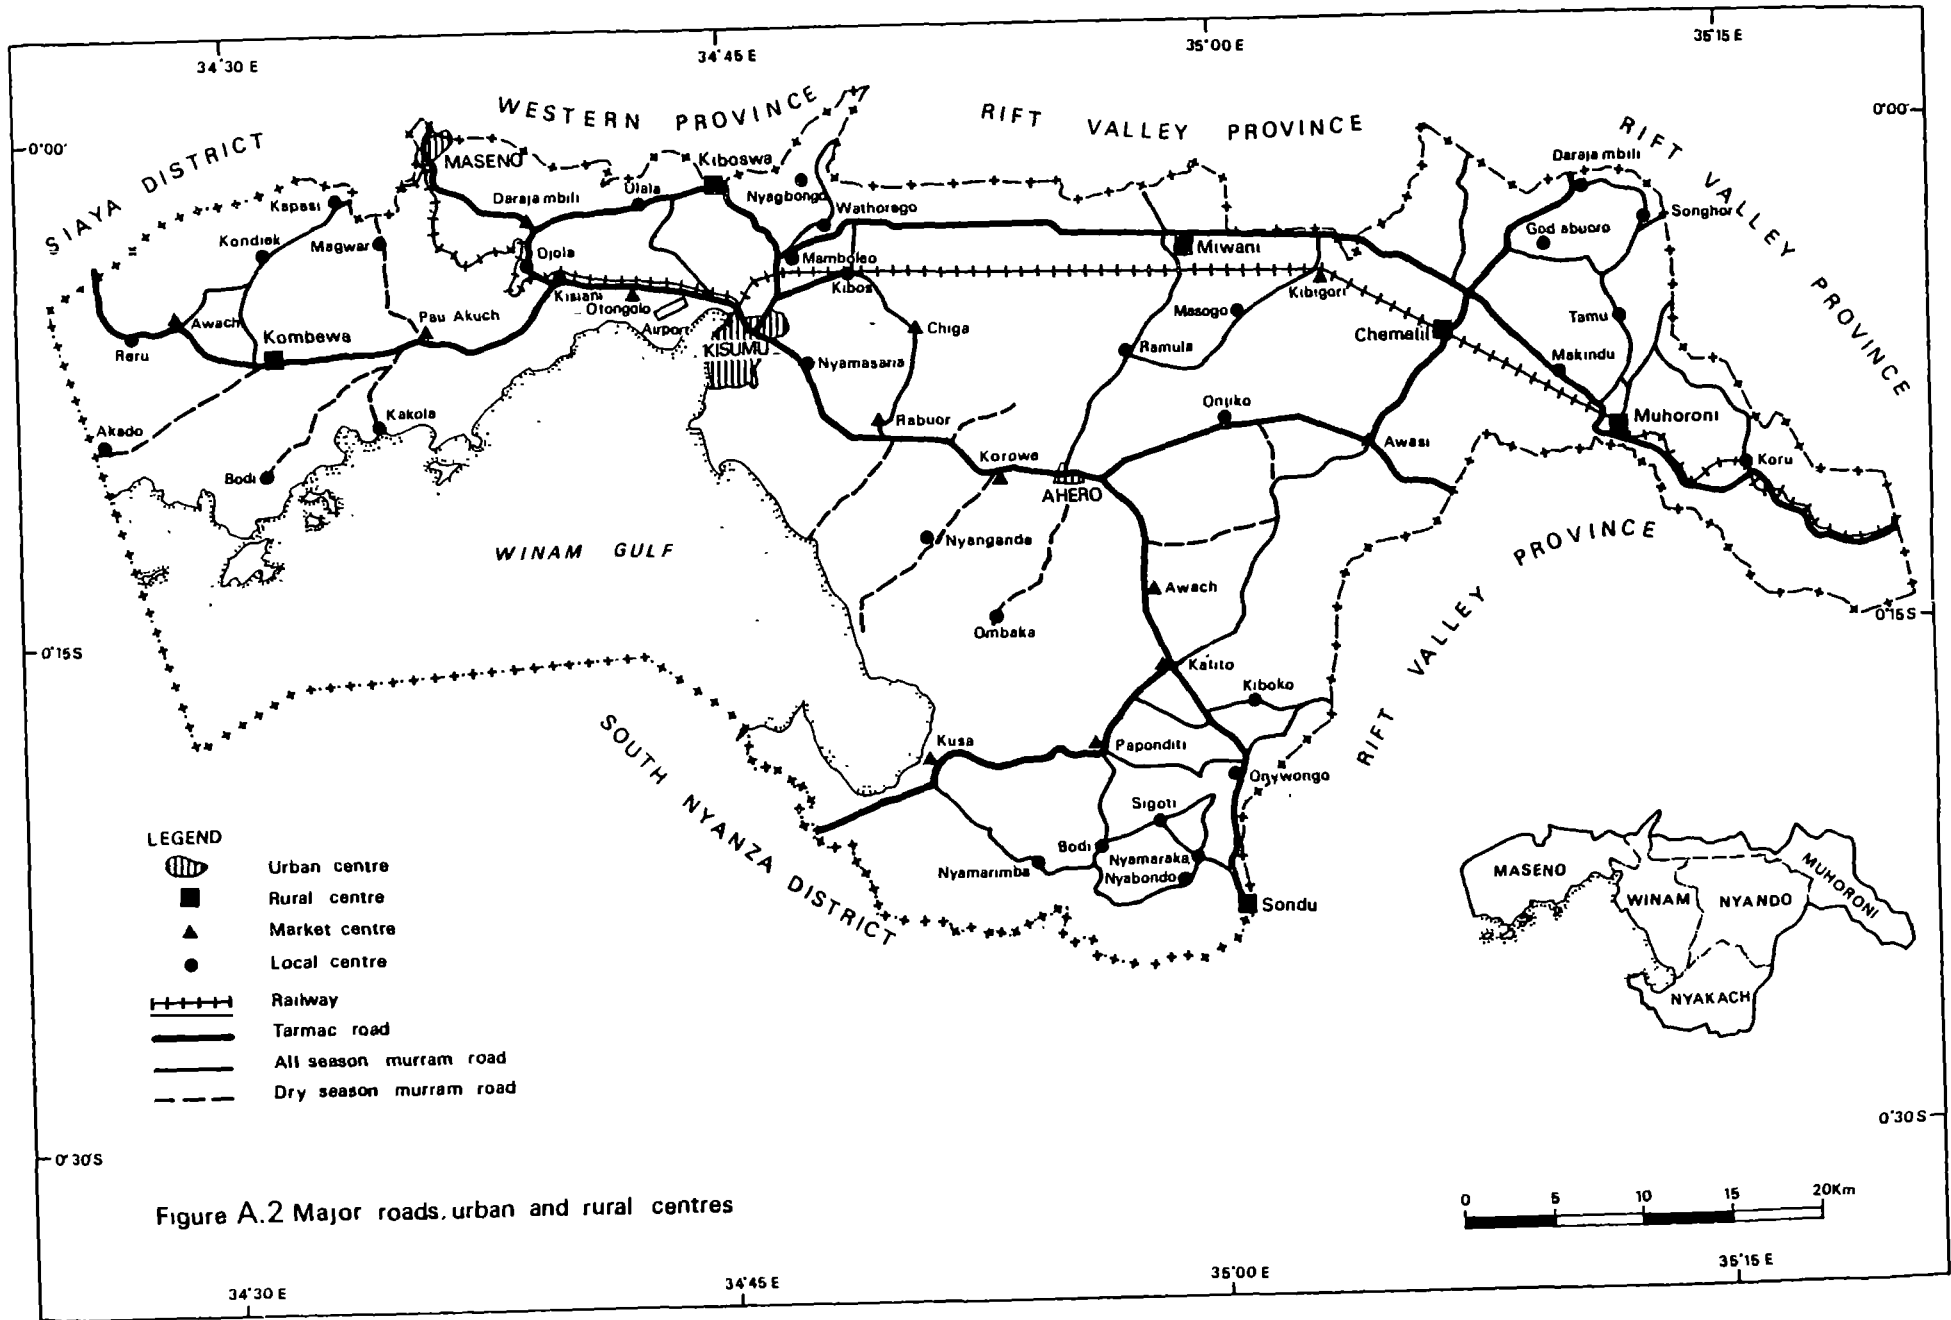 34°30 E
34°45 E
35°00 E
35°15 E
0°00'
0°00'
WESTERN PROVINCE
RIFT VALLEY PROVINCE
RIFT VALLEY PROVINCE
SIAYA DISTRICT
MASENO
Kiboswa
Daraja mbili
Kapasi
Daraja mbili
Ulala
Nyagbongo
Wathorego
Songhor
Kondiek
Magwar
Ojola
Mamboleo
Miwani
God abuoro
Kisiani
Otongolo
Kibos
Kibigori
Awach
Pau Akuch
Airport
Chiga
Masogo
Tamu
Reru
Kombewa
KISUMU
Nyamasaria
Ramula
Chemalil
Makindu
Akado
Kakola
Rabuor
Onjiko
Muhoroni
Awasi
Bodi
Korowe
AHERO
Koru
WINAM GULF
Nyanganda
RIFT VALLEY PROVINCE
Awach
0°15S
0°15S
Ombaka
Katito
Kiboko
SOUTH NYANZA DISTRICT
Kusa
Paponditi
Onywongo
Sigoti
Bodi
Nyamaraka
Nyamarimba
Nyabondo
Sondu
MASENO
WINAM
NYANDO
MUHORONI
NYAKACH
LEGEND
Urban centre
Rural centre
Market centre
Local centre
Railway
Tarmac road
All season murram road
Dry season murram road
0°30S
0°30S
Figure A.2 Major roads, urban and rural centres
0 5 10 15 20Km
34°30 E
34°45 E
35°00 E
35°15 E